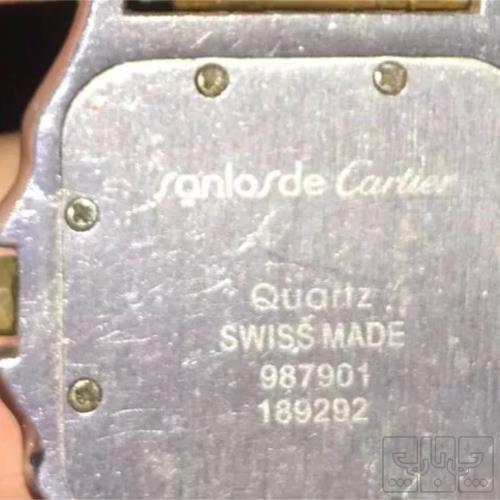 santos de Cartier
Quartz
SWISS MADE
987901
189292